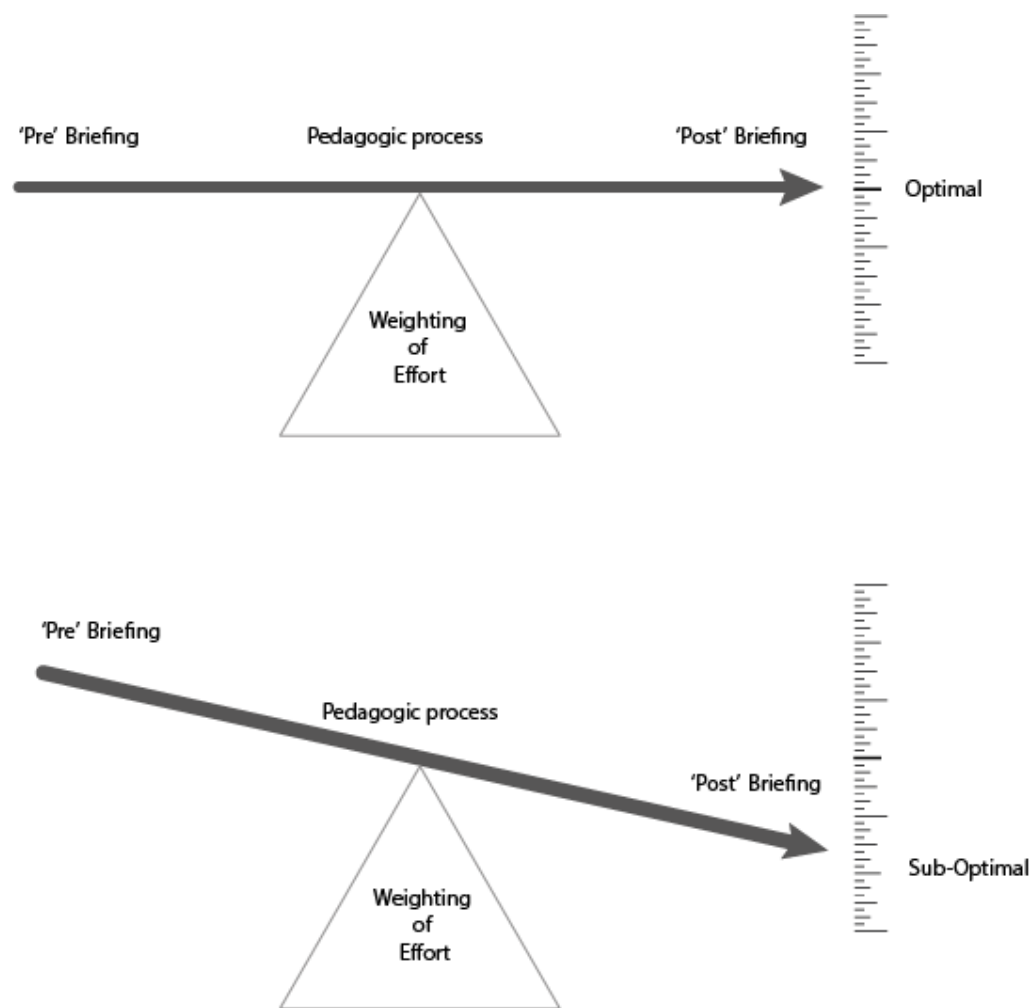 ‘Pre’ Briefing
Pedagogic process
‘Post’ Briefing
Optimal
Weighting
of
Effort
‘Pre’ Briefing
Pedagogic process
‘Post’ Briefing
Sub-Optimal
Weighting
of
Effort